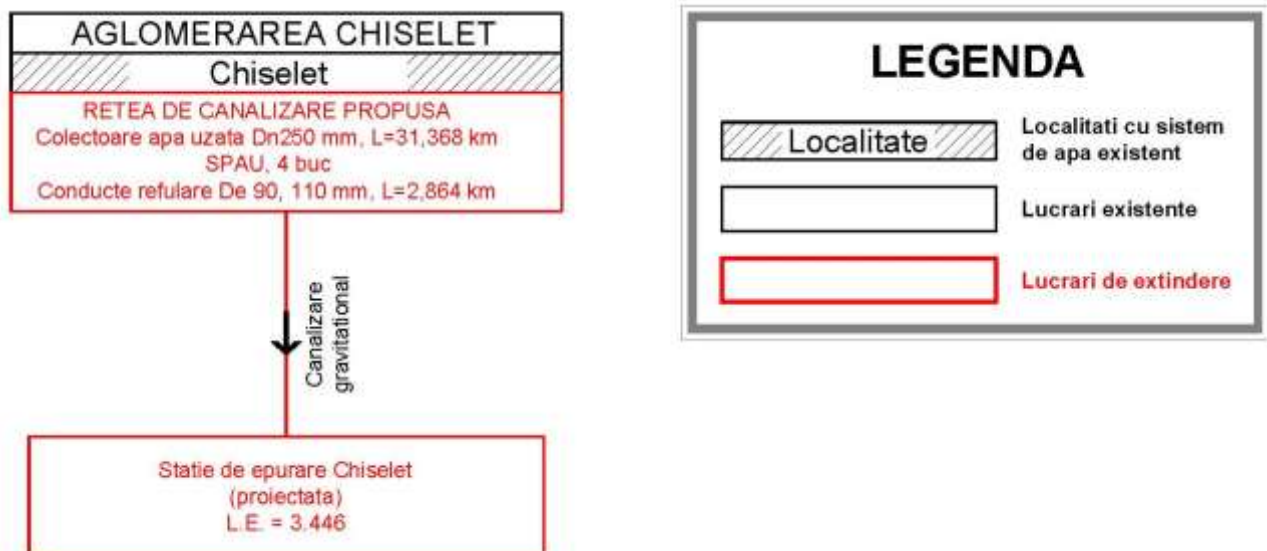 AGLOMERAREA CHISELET
Chiselet
RETEA DE CANALIZARE PROPUSA
Colectoare apa uzata Dn250 mm, L=31,368 km
SPAU, 4 buc
Conducte refulare De 90, 110 mm, L=2,864 km
Canalizare
gravitational
Statie de epurare Chiselet
(proiectata)
L.E. = 3.446
LEGENDA
Localitate
Localitati cu sistem
de apa existent
Lucrari existente
Lucrari de extindere